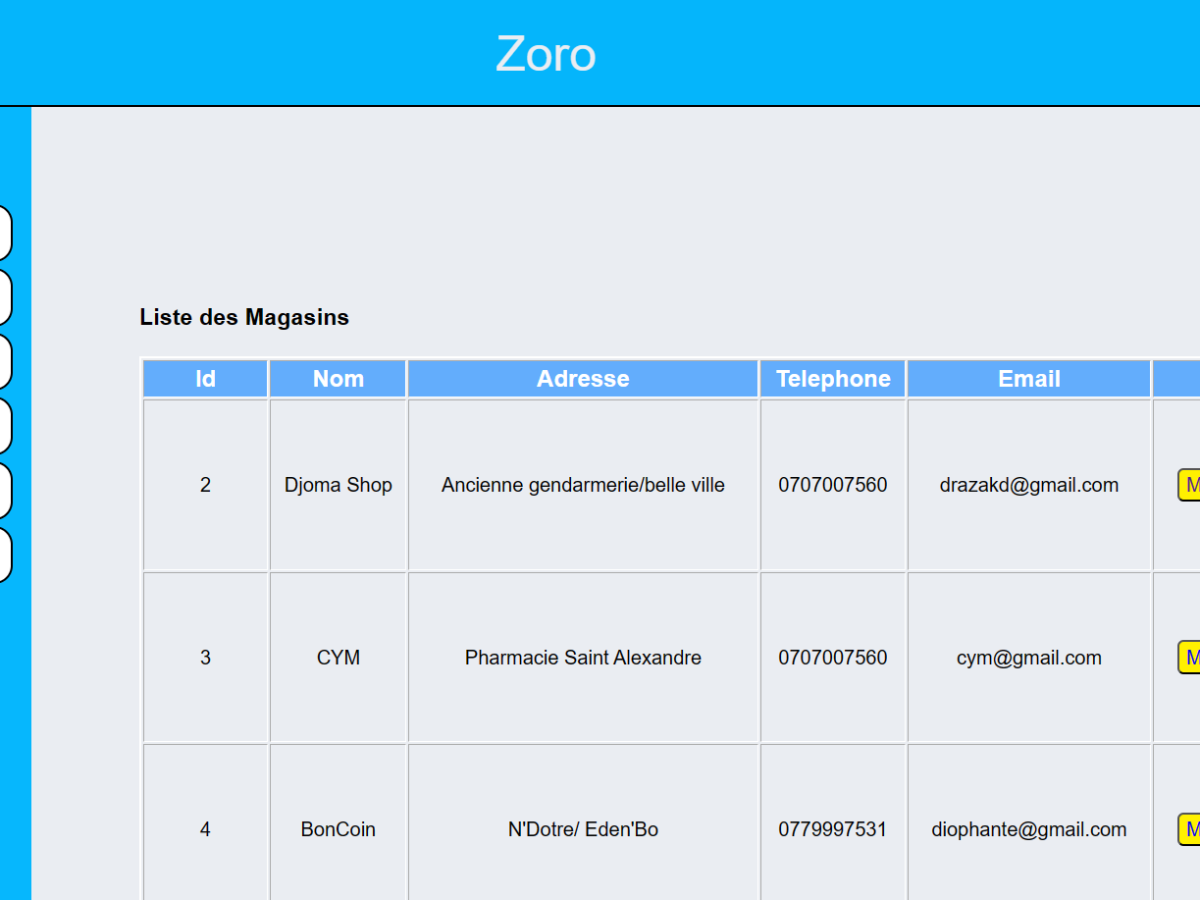 Zoro
Liste des Magasins
Id Nom Adresse Telephone Email
2 Djoma Shop Ancienne gendarmerie/belle ville 0707007560 drazakd@gmail.com M
3 CYM Pharmacie Saint Alexandre 0707007560 cym@gmail.com M
4 BonCoin N'Dotre/ Eden'Bo 0779997531 diophante@gmail.com M